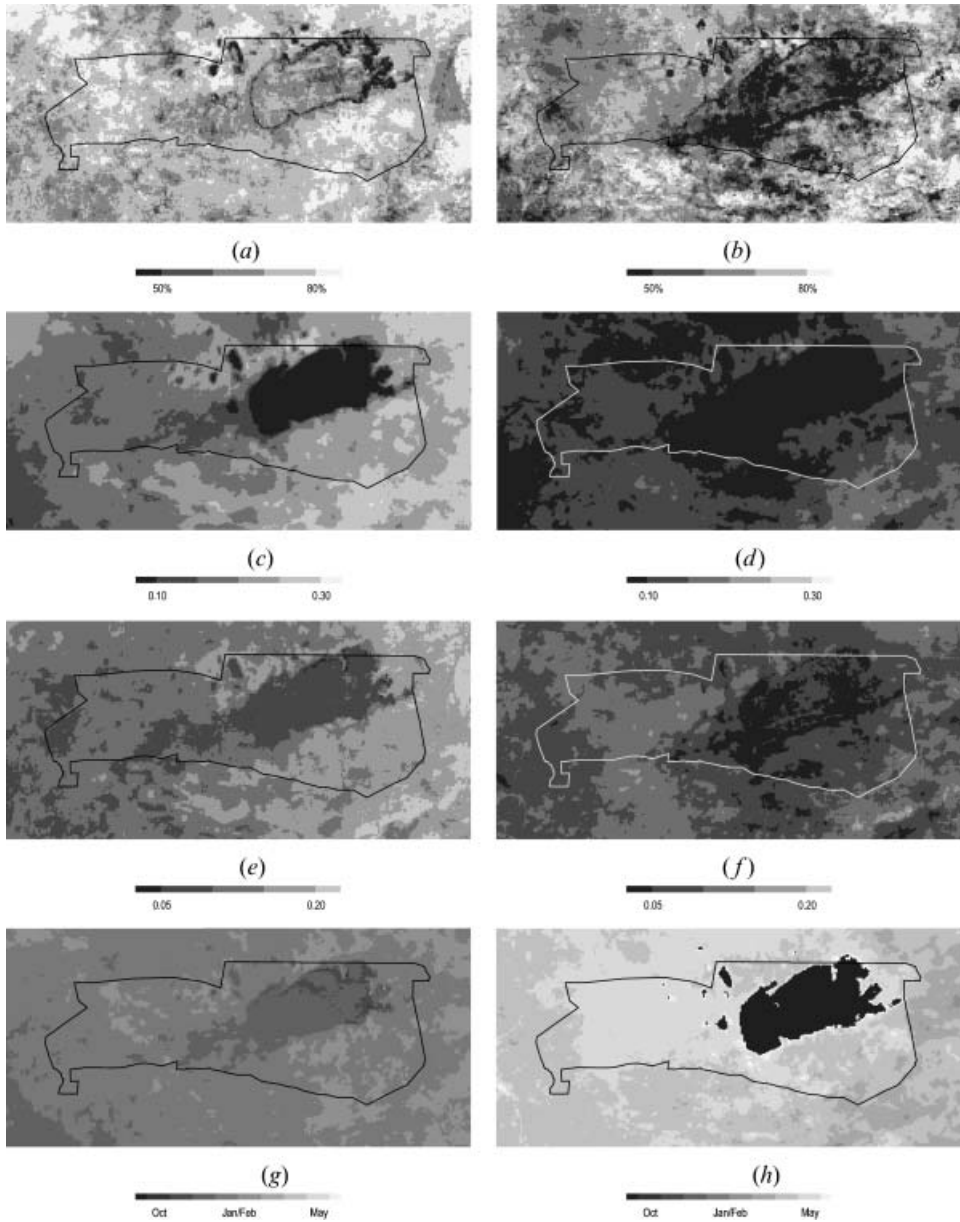 (a) (b)
50% 80% 50% 80%
(c) (d)
0.10 0.30 0.10 0.30
(e) (f)
0.05 0.20 0.05 0.20
(g) (h)
Oct Jan/Feb May Oct Jan/Feb May